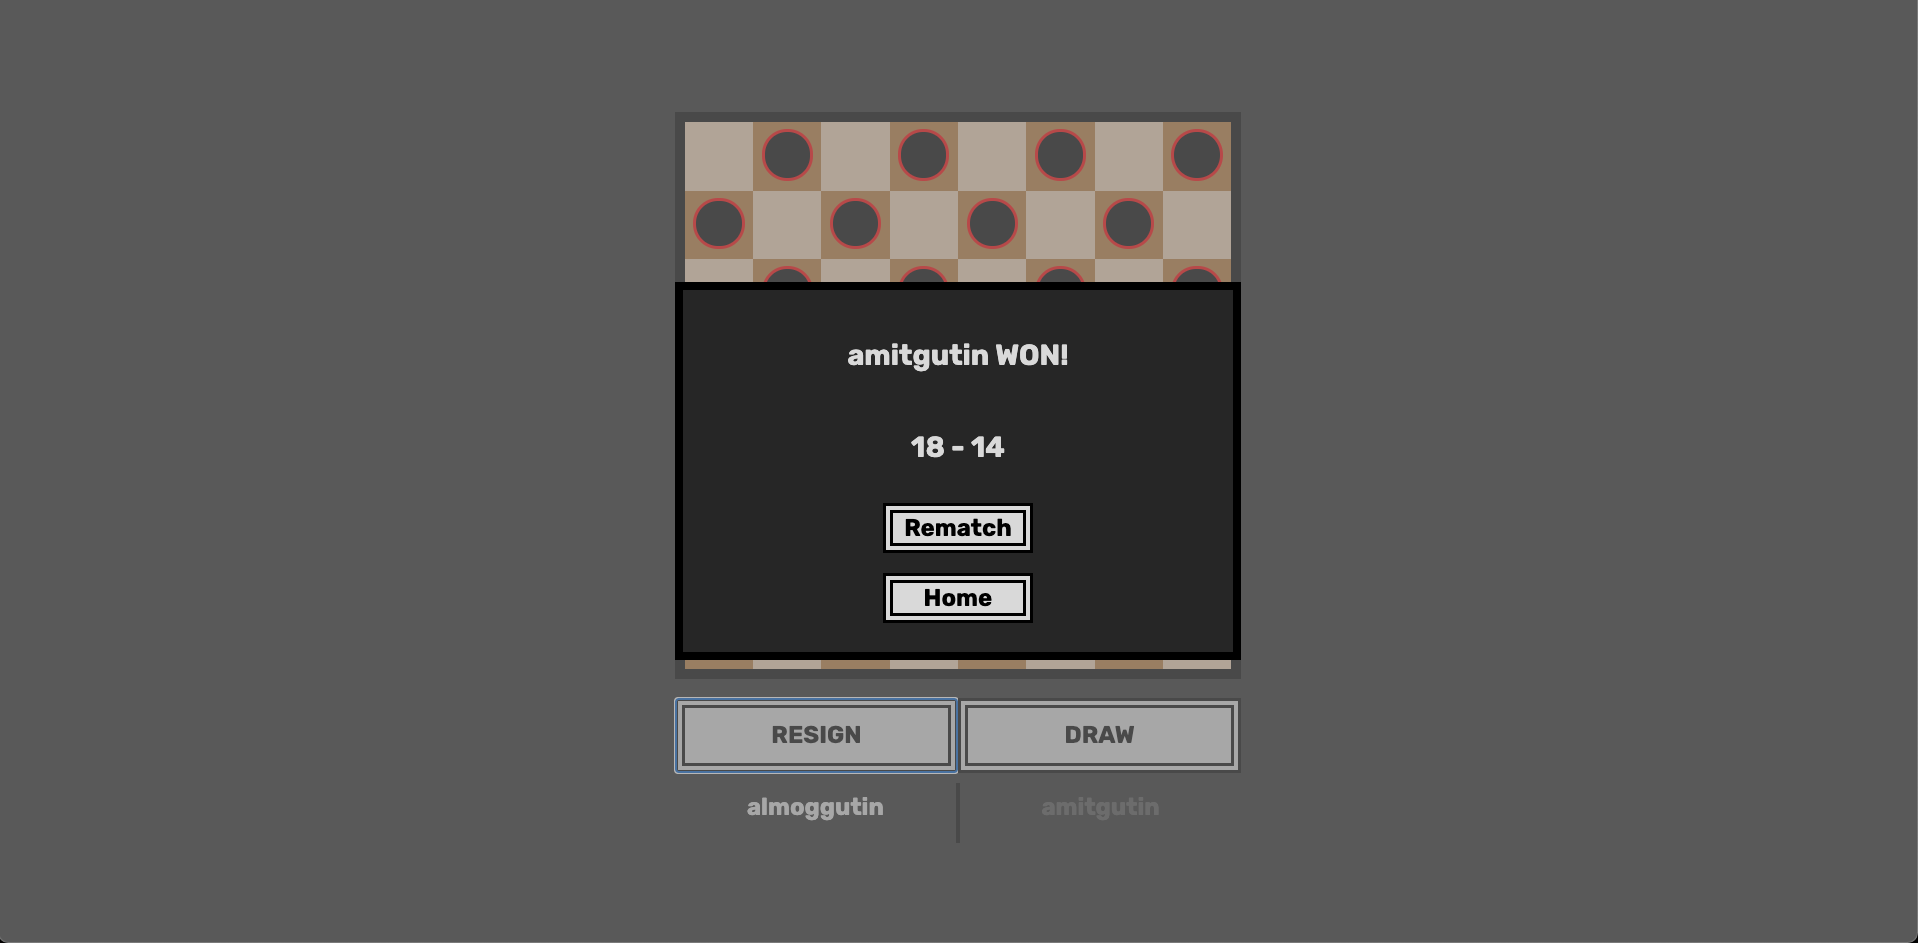 amitgutin WON!
18 - 14
Rematch
Home
RESIGN
DRAW
almoggutin
amitgutin